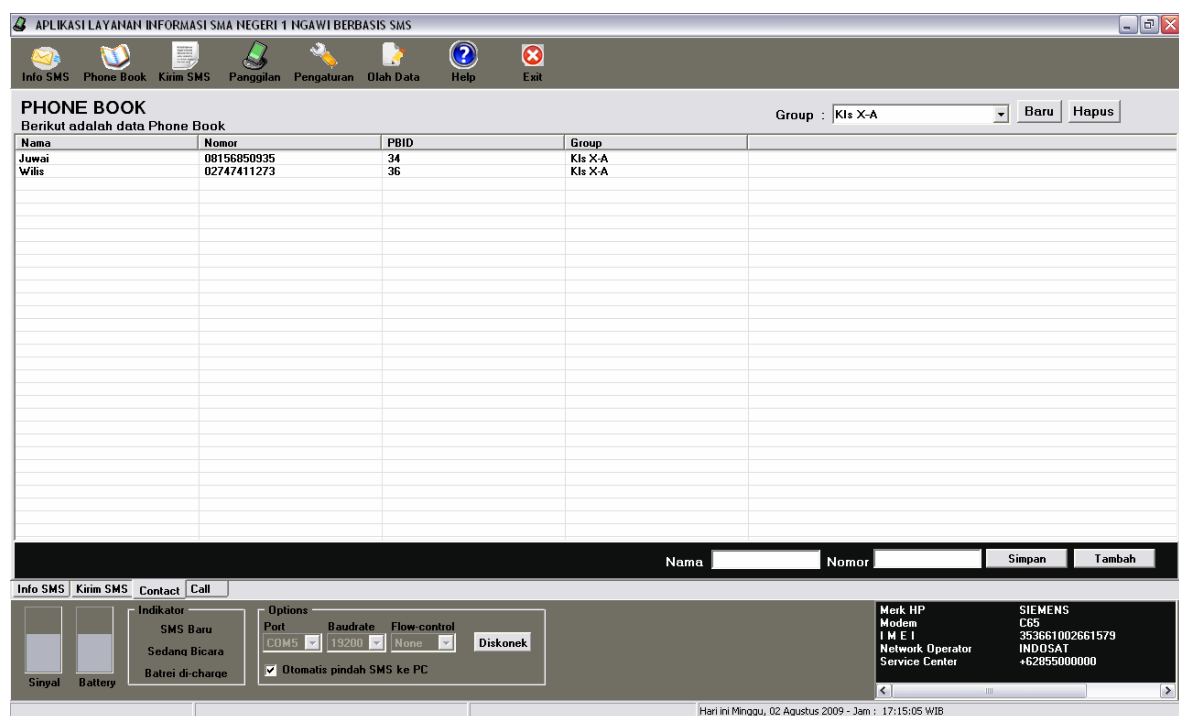 APLIKASI LAYANAN INFORMASI SMA NEGERI 1 NGAWI BERBASIS SMS
Info SMS Phone Book Kirim SMS Panggilan Pengaturan Olah Data Help Exit
PHONE BOOK
Berikut adalah data Phone Book
Group : Kls X-A Baru Hapus
Nama Nomor PBID Group
Juwai 08156850935 34 Kls X-A
Wilis 02747411273 36 Kls X-A
Nama Nomor Simpan Tambah
Info SMS Kirim SMS Contact Call
Indikator
SMS Baru
Sedang Bicara
Batrei di-charge
Sinyal Battery
Options
Port Baudrate Flow-control
COM5 19200 None Diskonek
Otomatis pindah SMS ke PC
Merk HP SIEMENS
Modem C65
I M E I 353661002661579
Network Operator INDOSAT
Service Center +62855000000
Hari ini Minggu, 02 Agustus 2009 - Jam : 17:15:05 WIB